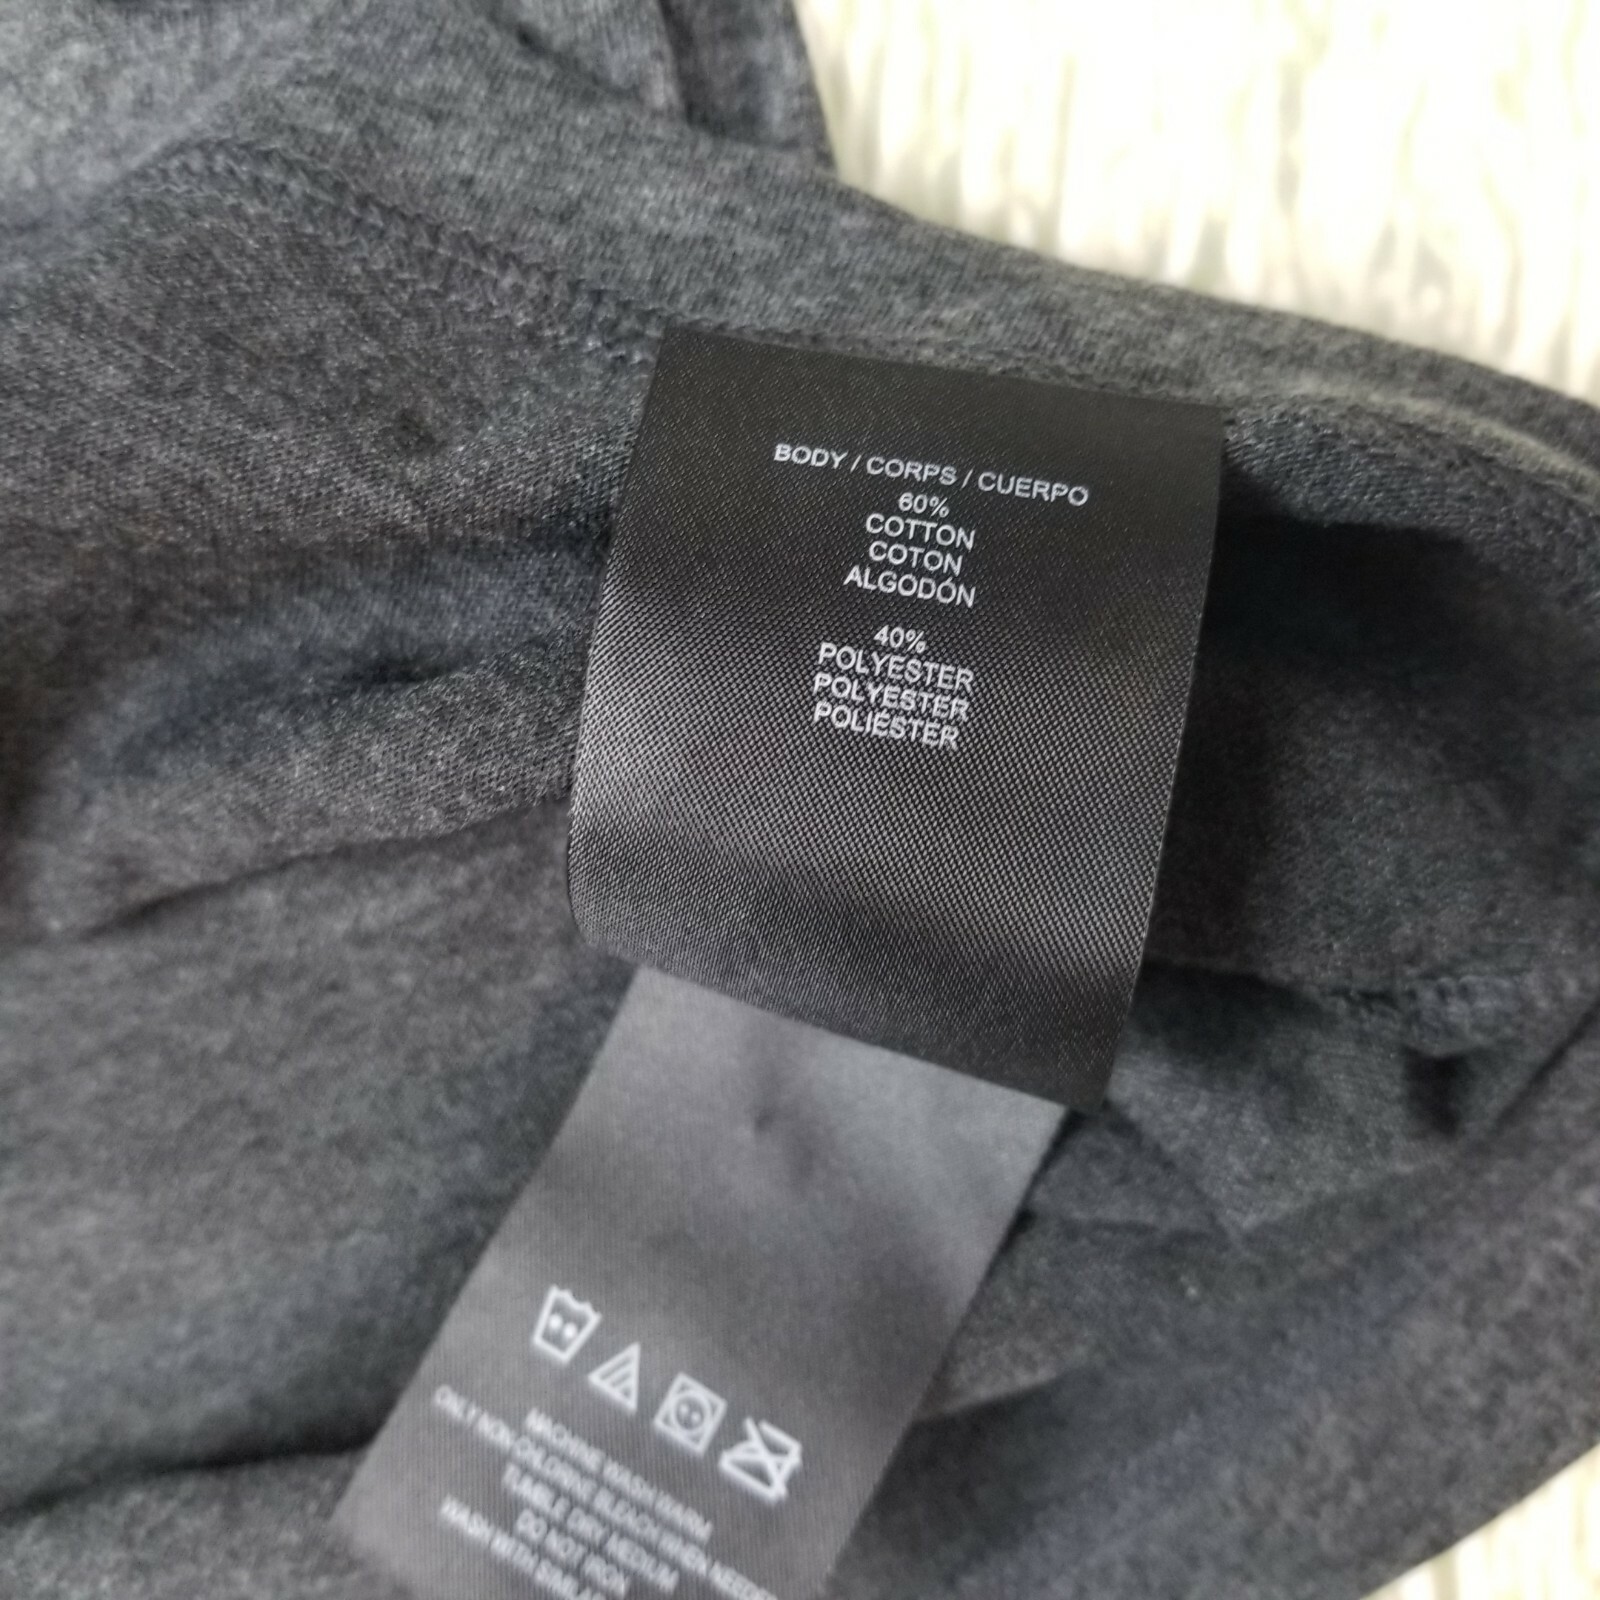 BODY / CORPS / CUERPO
60%
COTTON
COTON
ALGODÓN
40%
POLYESTER
POLYESTER
POLIÉSTER
MACHINE WASH WARM
ONLY NON-CHLORINE BLEACH WHEN NEEDED
TUMBLE DRY MEDIUM
DO NOT IRON
WASH WITH